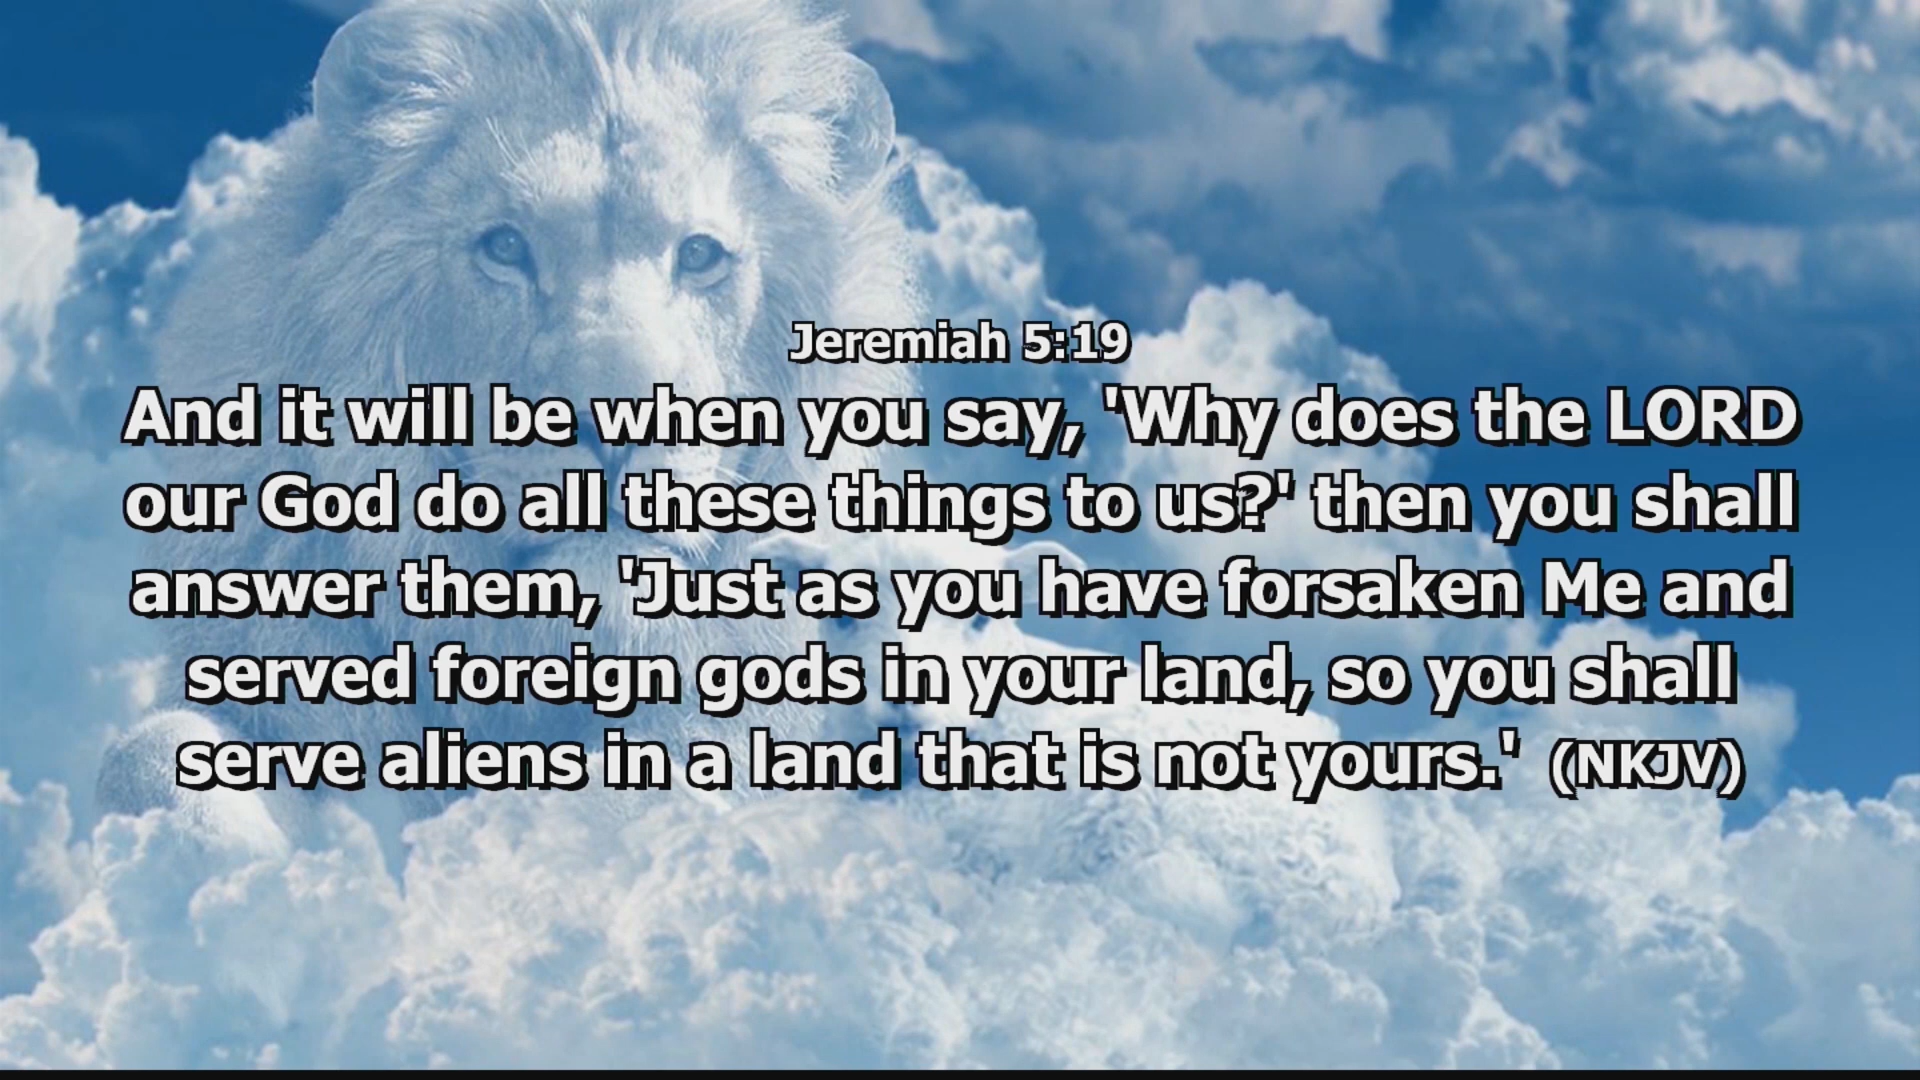 Jeremiah 5:19
And it will be when you say, 'Why does the LORD
our God do all these things to us?' then you shall
answer them, 'Just as you have forsaken Me and
served foreign gods in your land, so you shall
serve aliens in a land that is not yours.' (NKJV)